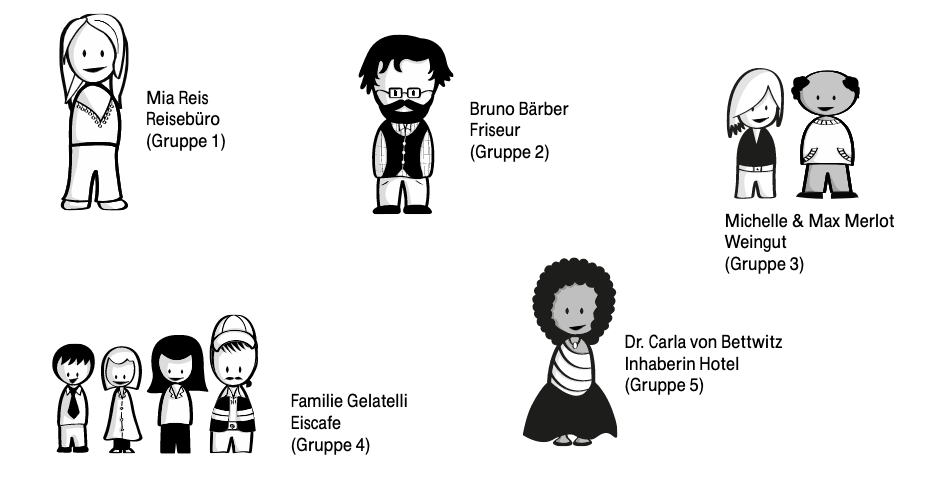 Mia Reis
Reisebüro
(Gruppe 1)
Bruno Bärber
Friseur
(Gruppe 2)
Michelle & Max Merlot
Weingut
(Gruppe 3)
Familie Gelatelli
Eiscafe
(Gruppe 4)
Dr. Carla von Bettwitz
Inhaberin Hotel
(Gruppe 5)